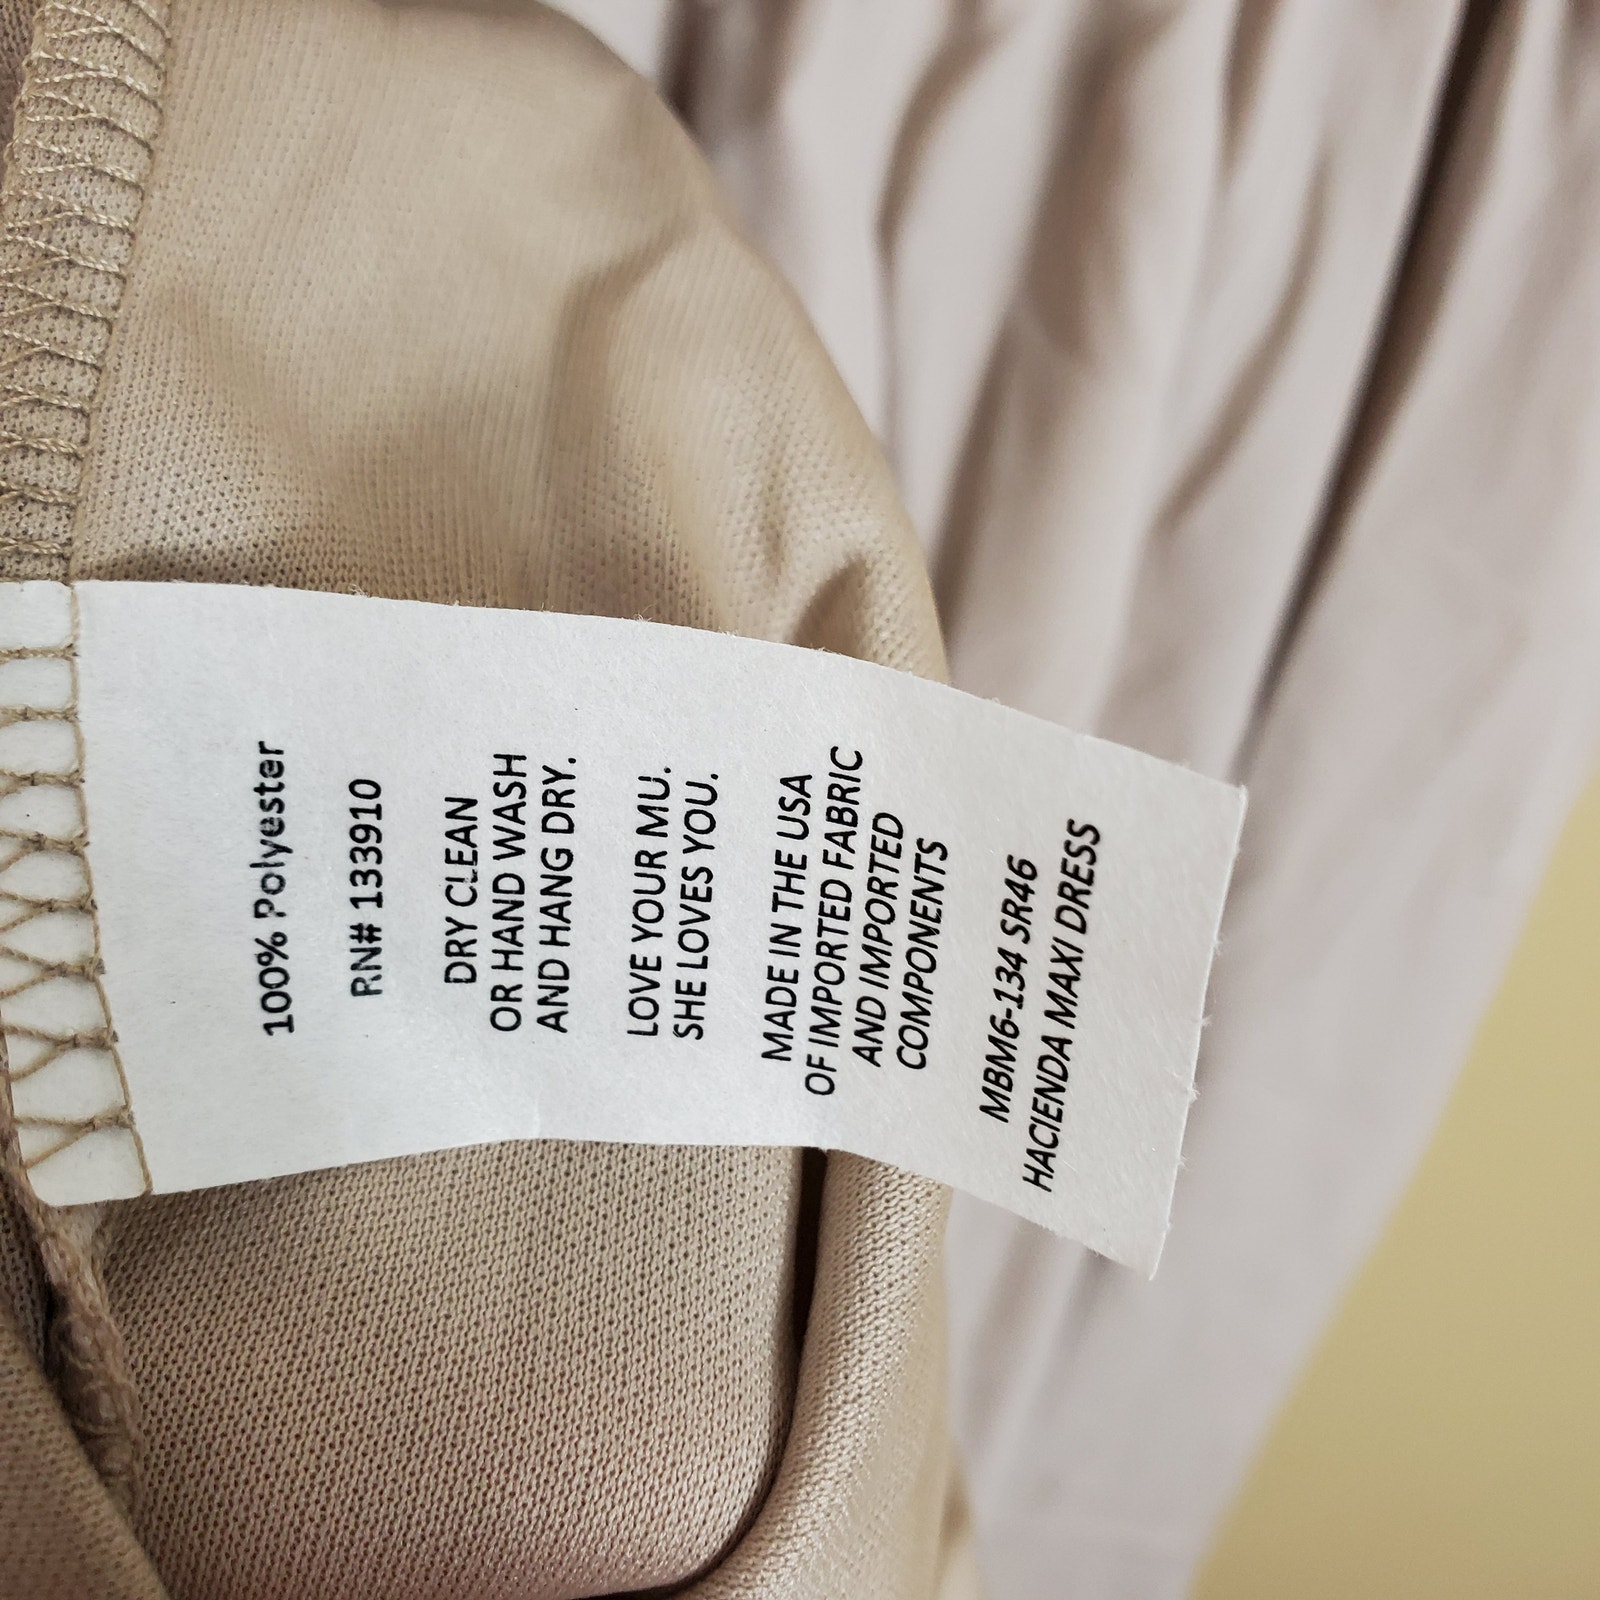 100% Polyester
RN# 133910
DRY CLEAN
OR HAND WASH
AND HANG DRY.
LOVE YOUR MU.
SHE LOVES YOU.
MADE IN THE USA
OF IMPORTED FABRIC
AND IMPORTED
COMPONENTS
MBM6-134 SR46
HACIENDA MAXI DRESS